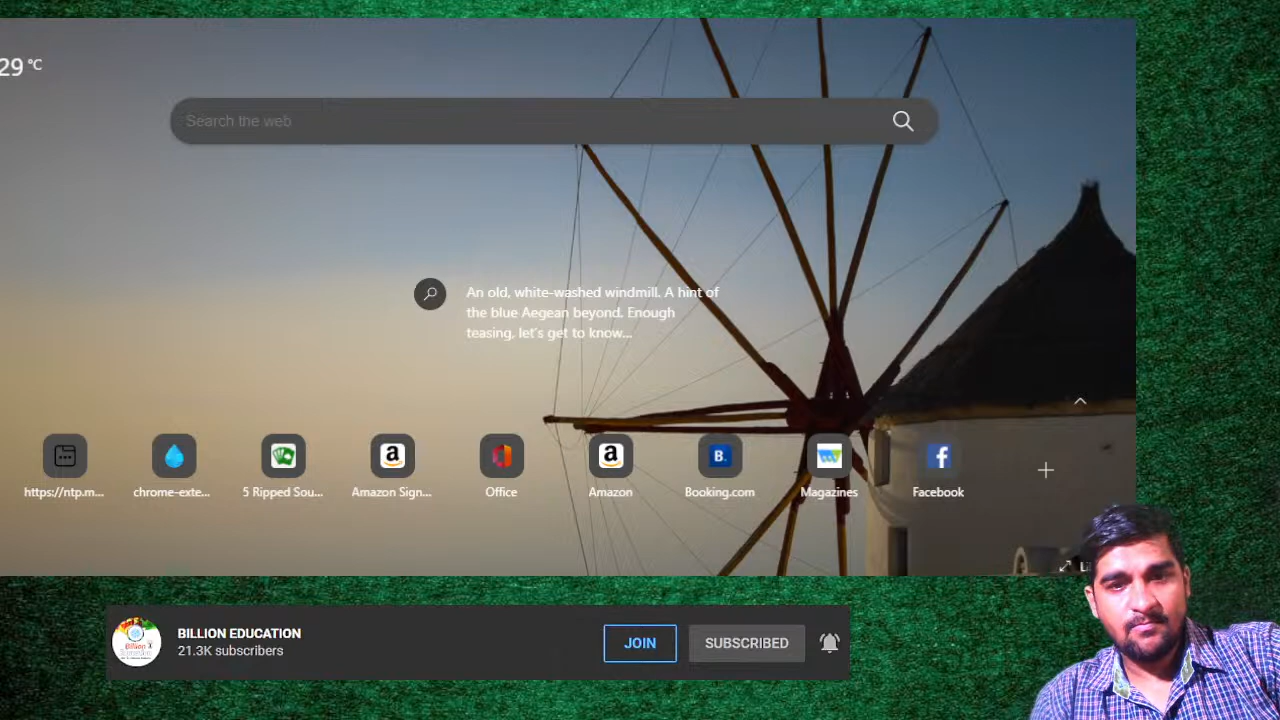 29 °C
Search the web
An old, white-washed windmill. A hint of
the blue Aegean beyond. Enough
teasing, let's get to know...
https://ntp.m...
chrome-exte...
5 Ripped Sou...
Amazon Sign...
Office
Amazon
Booking.com
Magazines
Facebook
BILLION EDUCATION
21.3K subscribers
JOIN
SUBSCRIBED